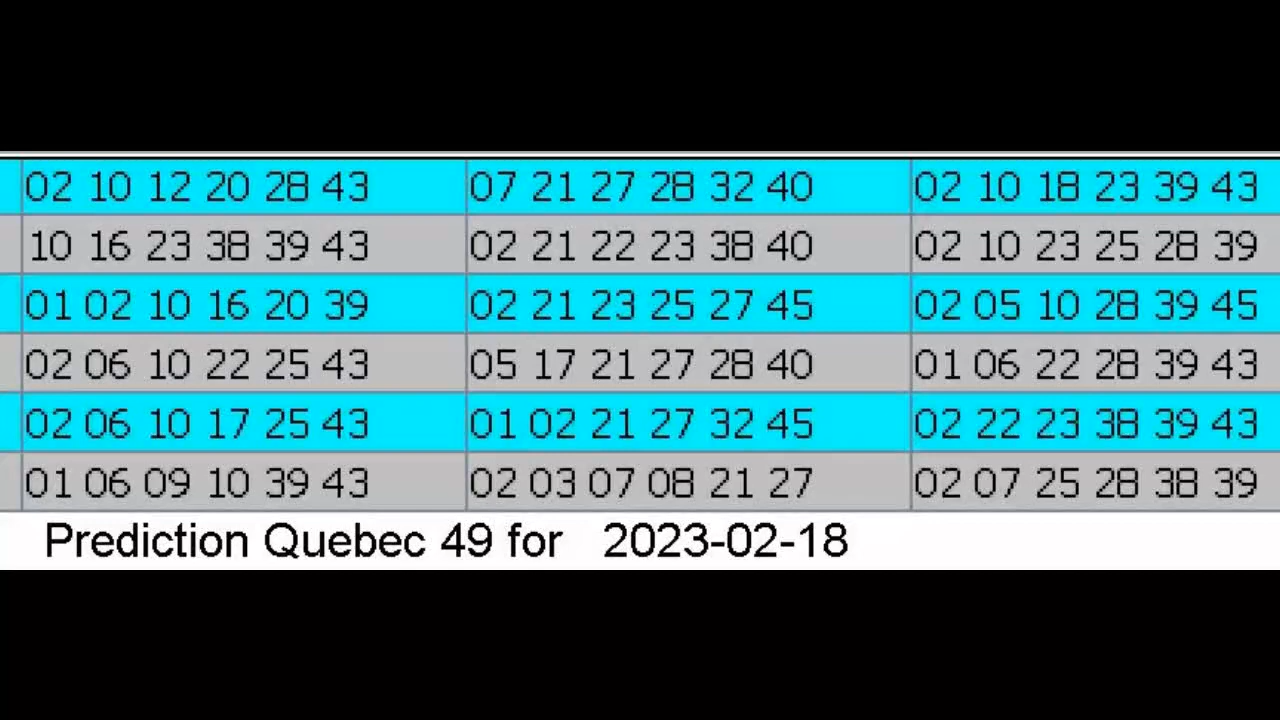 02 10 12 20 28 43 07 21 27 28 32 40 02 10 18 23 39 43
10 16 23 38 39 43 02 21 22 23 38 40 02 10 23 25 28 39
01 02 10 16 20 39 02 21 23 25 27 45 02 05 10 28 39 45
02 06 10 22 25 43 05 17 21 27 28 40 01 06 22 28 39 43
02 06 10 17 25 43 01 02 21 27 32 45 02 22 23 38 39 43
01 06 09 10 39 43 02 03 07 08 21 27 02 07 25 28 38 39
Prediction Quebec 49 for 2023-02-18